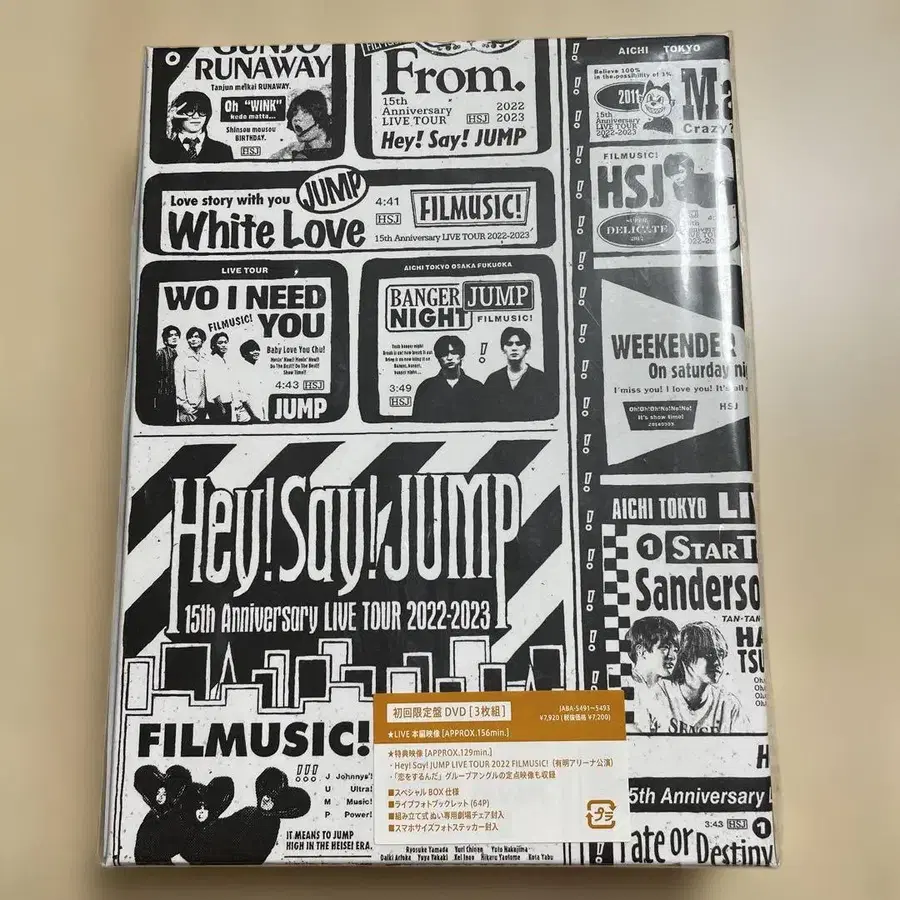 GUNJO
RUNAWAY
Tanjun meikai RUNAWAY.
Oh "WINK"
kedo matta...
Shinsou mousou
BIRTHDAY.
HSJ
From.
15th
Anniversary
LIVE TOUR
HSJ
2022
2023
Hey! Say! JUMP
Love story with you
JUMP
White Love
4:41
HSJ
FILMUSIC!
15th Anniversary LIVE TOUR 2022-2023
LIVE TOUR
WO I NEED
YOU
FILMUSIC!
Baby Love You Chu!
Show Time!!
4:43 HSJ
JUMP
AICHI TOKYO OSAKA FUKUOKA
BANGER
NIGHT
JUMP
FILMUSIC!
3:49
HSJ
Hey! Say! JUMP
15th Anniversary LIVE TOUR 2022-2023
FILMUSIC!
J Johnnys'!
U Ultra!
M Music!
P Power!
IT MEANS TO JUMP
HIGH IN THE HEISEI ERA.
Ryosuke Yamada Yuri Chinen Yuto Nakajima
Daiki Arioka Yuya Takaki Kei Inoo Hikaru Yaotome Kota Yabu
AICHI TOKYO
Believe 100%
in the possibility of 1%
2011
15th
Anniversary
LIVE TOUR
2022-2023
Ma
Crazy?
FILMUSIC!
HSJ
SUPER
DELICATE
WEEKENDER
On saturday ni
I'miss you! I love you!
Oh!Oh!Oh!No!No!No!
It's show time!
HSJ
AICHI TOKYO LI
1 START
Sanderso
TAN-TAN
HA
TSU
5th Anniversary L
3:43 HSJ 1
Fate or Destiny
初回限定盤 DVD [3枚組]
JABA-5491~5493
¥7,920 (税抜価格 ¥7,200)
★LIVE 本編映像 [APPROX.156min.]
★特典映像 [APPROX.129min.]
・Hey! Say! JUMP LIVE TOUR 2022 FILMUSIC! (有明アリーナ公演)
・「恋をするんだ」グループアングルの定点映像も収録
■スペシャル BOX 仕様
■ライブフォトブックレット (64P)
■組み立て式 ぬい専用劇場チェア封入
■スマホサイズフォトステッカー封入
プラ